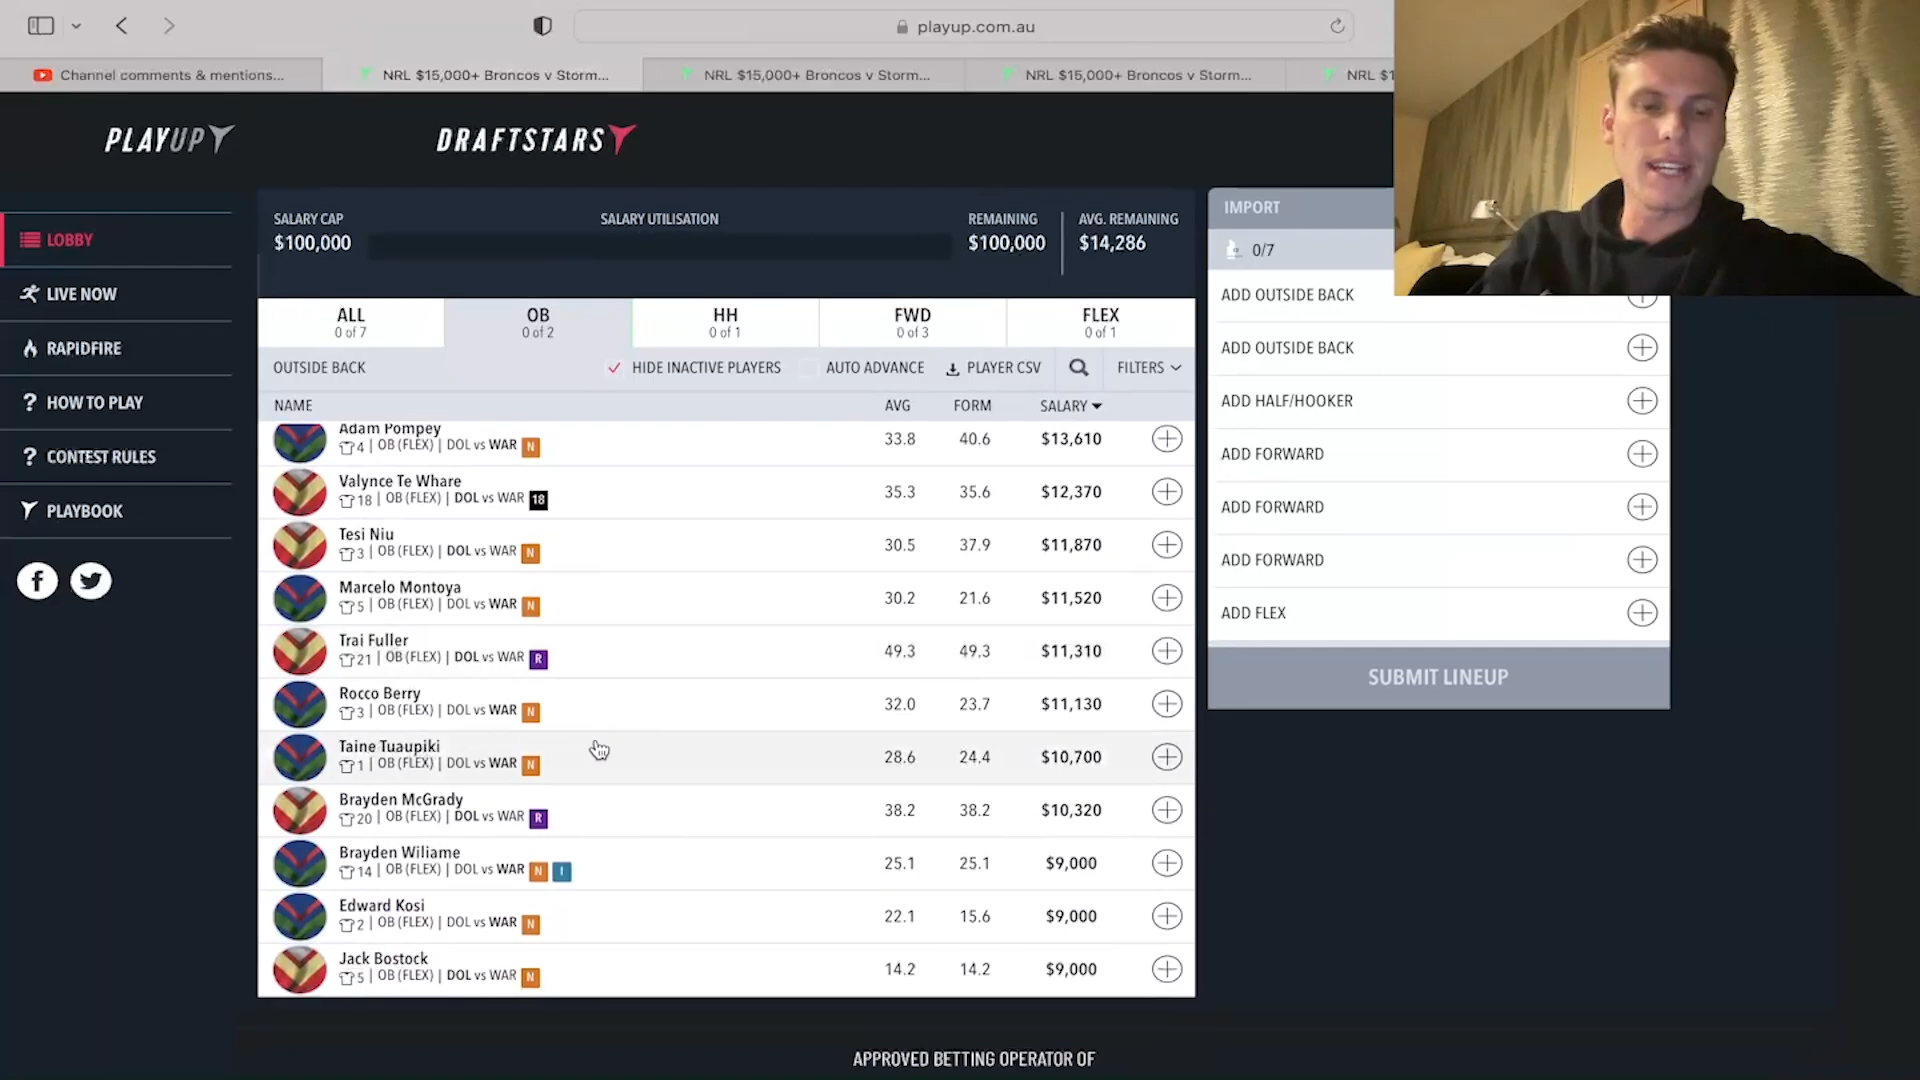 playup.com.au
Channel comments & mentions...
NRL $15,000+ Broncos v Storm...
NRL $15,000+ Broncos v Storm...
NRL $15,000+ Broncos v Storm...
NRL $1
PLAYUP
DRAFTSTARS
LOBBY
LIVE NOW
RAPIDFIRE
? HOW TO PLAY
? CONTEST RULES
PLAYBOOK
SALARY CAP
$100,000
SALARY UTILISATION
REMAINING
$100,000
AVG. REMAINING
$14,286
ALL
0 of 7
OB
0 of 2
HH
0 of 1
FWD
0 of 3
FLEX
0 of 1
OUTSIDE BACK
HIDE INACTIVE PLAYERS
AUTO ADVANCE
PLAYER CSV
FILTERS
NAME AVG FORM SALARY
Adam Pompey
4 | OB (FLEX) | DOL vs WAR N
33.8 40.6 $13,610
Valynce Te Whare
18 | OB (FLEX) | DOL vs WAR 18
35.3 35.6 $12,370
Tesi Niu
3 | OB (FLEX) | DOL vs WAR N
30.5 37.9 $11,870
Marcelo Montoya
5 | OB (FLEX) | DOL vs WAR N
30.2 21.6 $11,520
Trai Fuller
21 | OB (FLEX) | DOL vs WAR R
49.3 49.3 $11,310
Rocco Berry
3 | OB (FLEX) | DOL vs WAR N
32.0 23.7 $11,130
Taine Tuaupiki
1 | OB (FLEX) | DOL vs WAR N
28.6 24.4 $10,700
Brayden McGrady
20 | OB (FLEX) | DOL vs WAR R
38.2 38.2 $10,320
Brayden Wiliame
14 | OB (FLEX) | DOL vs WAR N I
25.1 25.1 $9,000
Edward Kosi
2 | OB (FLEX) | DOL vs WAR N
22.1 15.6 $9,000
Jack Bostock
5 | OB (FLEX) | DOL vs WAR N
14.2 14.2 $9,000
IMPORT
0/7
ADD OUTSIDE BACK
ADD OUTSIDE BACK
ADD HALF/HOOKER
ADD FORWARD
ADD FORWARD
ADD FORWARD
ADD FLEX
SUBMIT LINEUP
APPROVED BETTING OPERATOR OF